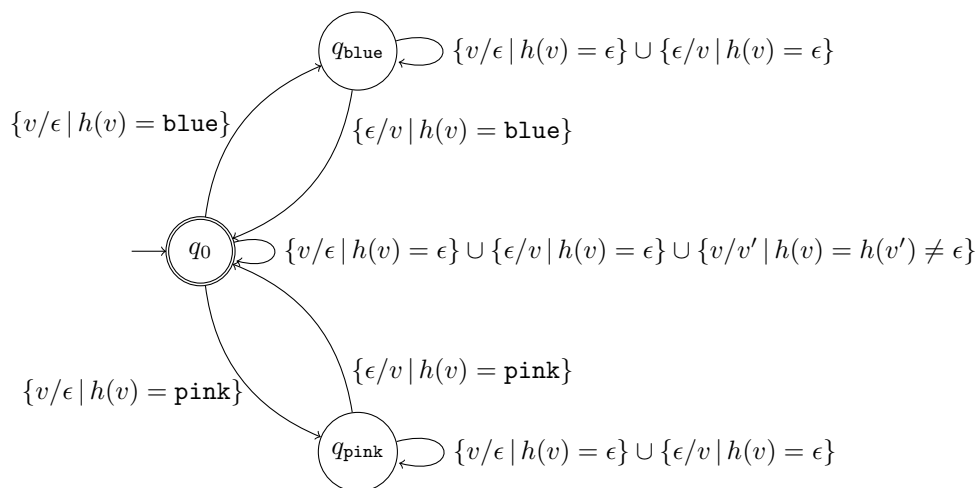 q_blue {v/ϵ | h(v) = ϵ} ∪ {ϵ/v | h(v) = ϵ}
{v/ϵ | h(v) = blue} {ϵ/v | h(v) = blue}
q_0 {v/ϵ | h(v) = ϵ} ∪ {ϵ/v | h(v) = ϵ} ∪ {v/v′ | h(v) = h(v′) ≠ ϵ}
{v/ϵ | h(v) = pink} {ϵ/v | h(v) = pink}
q_pink {v/ϵ | h(v) = ϵ} ∪ {ϵ/v | h(v) = ϵ}